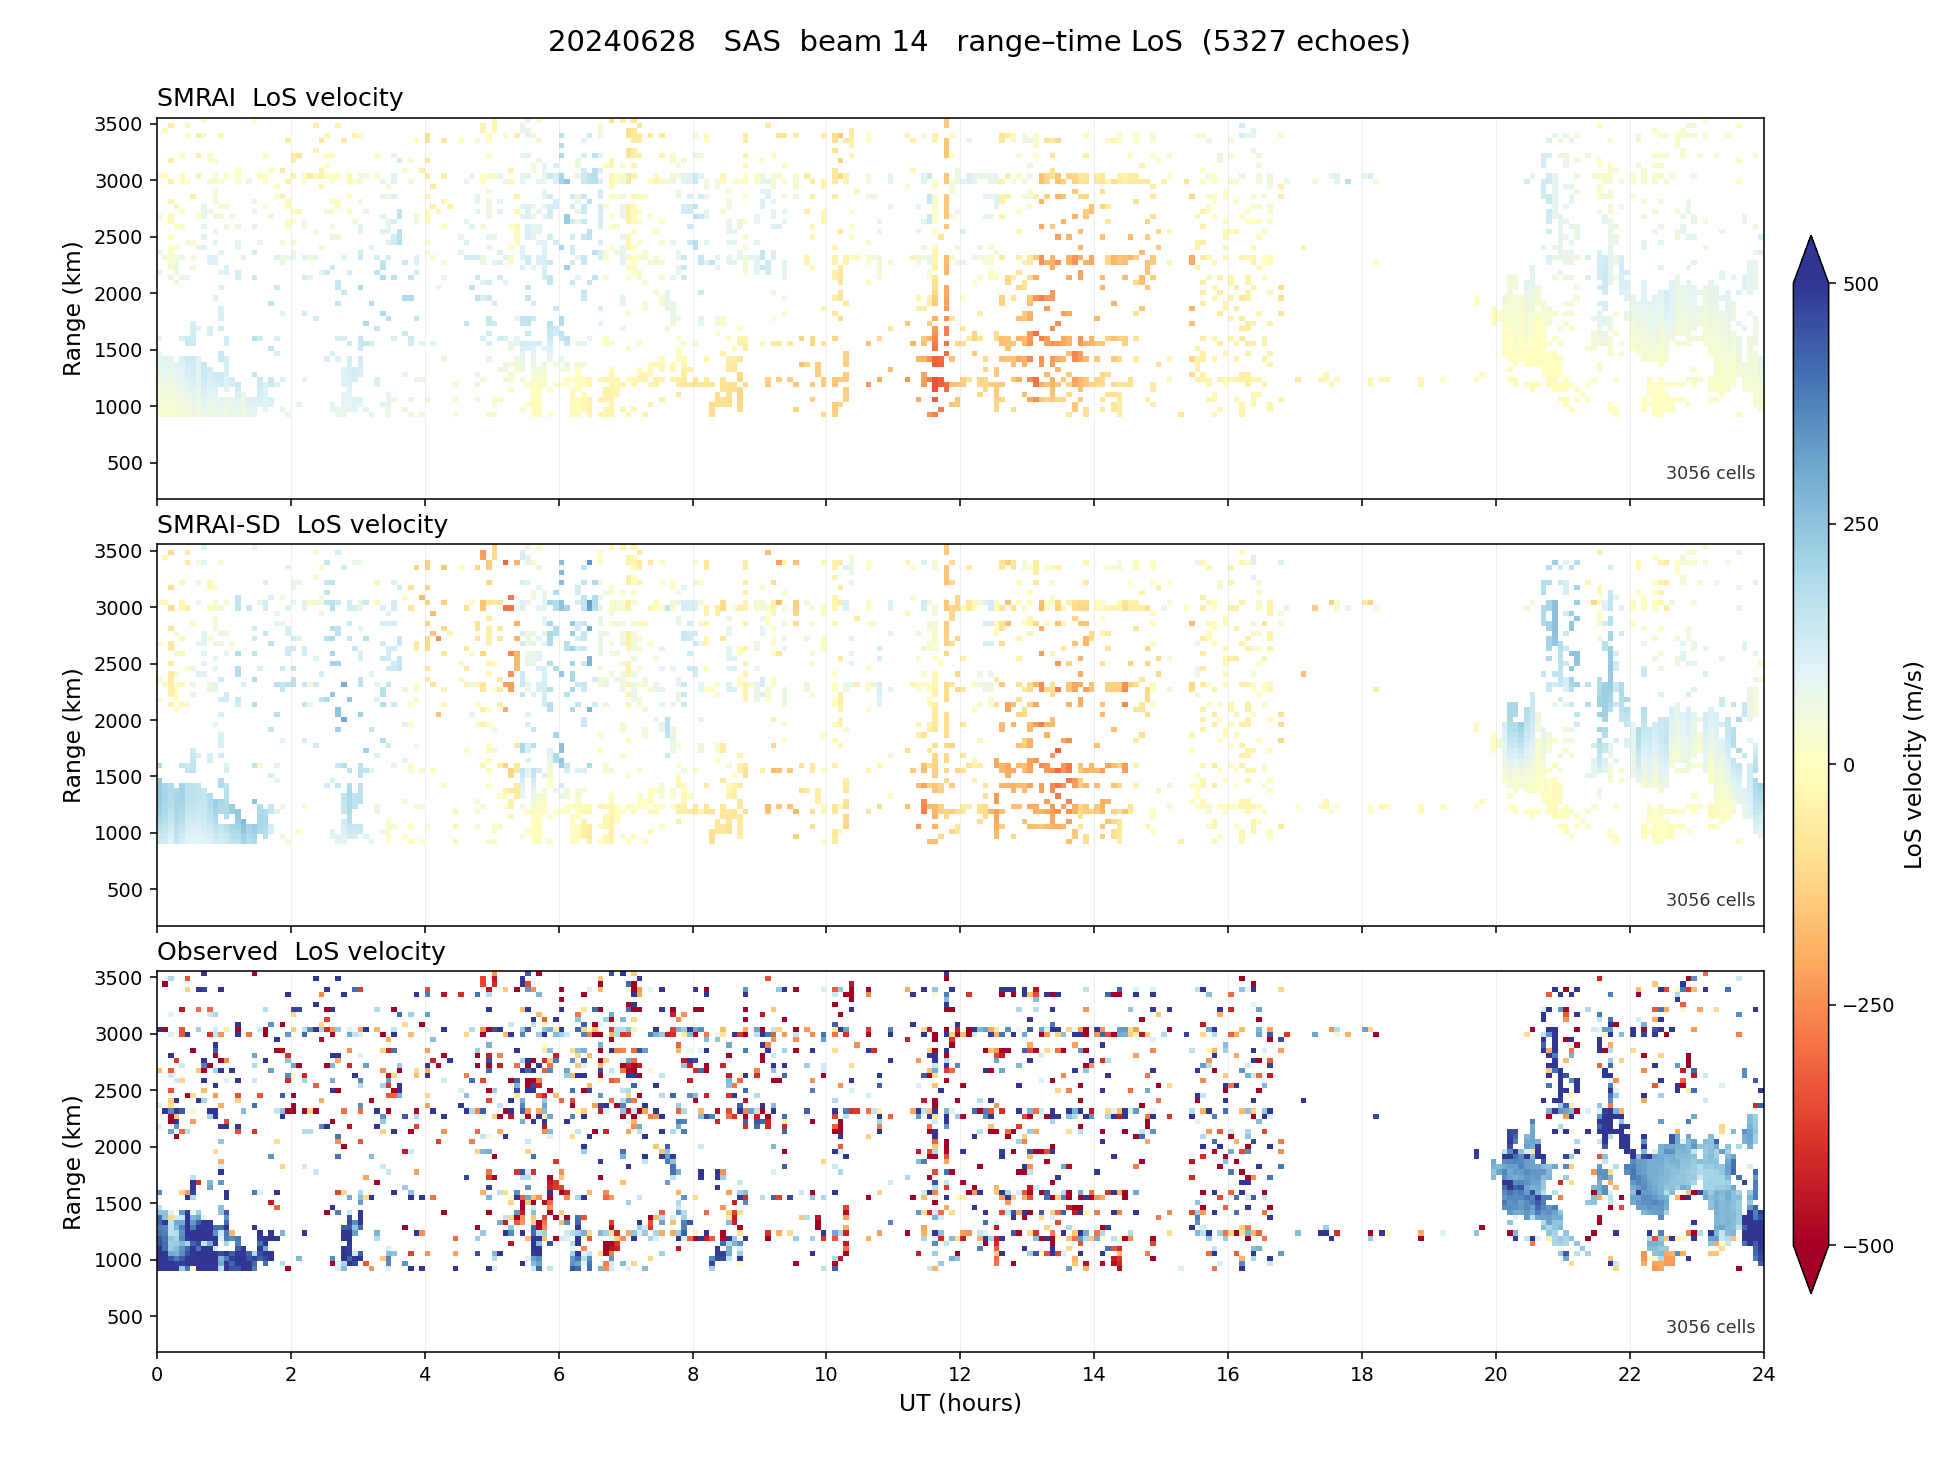 20240628   SAS  beam 14   range–time LoS  (5327 echoes)
SMRAI  LoS velocity
3500
3000
2500
2000
1500
1000
500
Range (km)
3056 cells
SMRAI-SD  LoS velocity
3500
3000
2500
2000
1500
1000
500
Range (km)
3056 cells
Observed  LoS velocity
3500
3000
2500
2000
1500
1000
500
Range (km)
3056 cells
0 2 4 6 8 10 12 14 16 18 20 22 24
UT (hours)
500
250
0
−250
−500
LoS velocity (m/s)